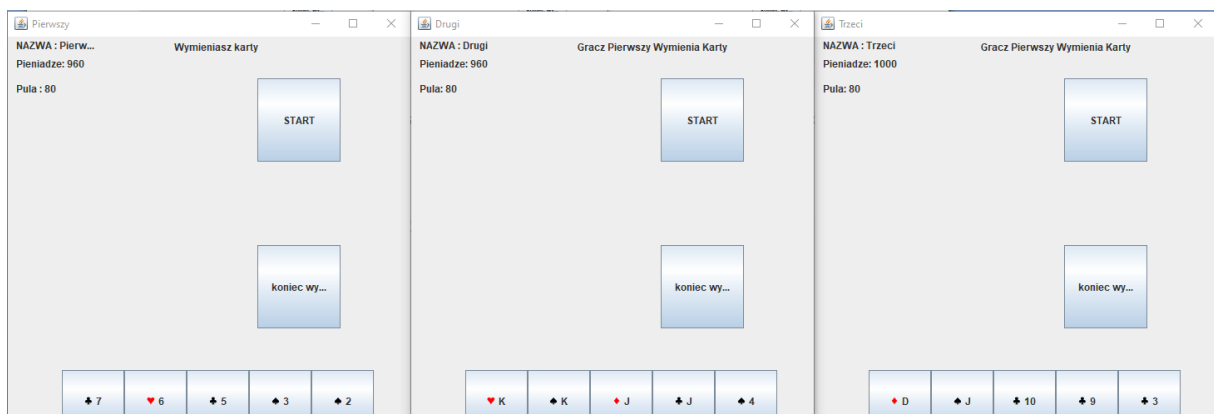 Pierwszy
NAZWA : Pierw...
Wymieniasz karty
Pieniadze: 960
Pula : 80
START
koniec wy...
♣ 7
♥ 6
♣ 5
♠ 3
♠ 2
Drugi
NAZWA : Drugi
Gracz Pierwszy Wymienia Karty
Pieniadze: 960
Pula: 80
START
koniec wy...
♥ K
♠ K
♦ J
♣ J
♠ 4
Trzeci
NAZWA : Trzeci
Gracz Pierwszy Wymienia Karty
Pieniadze: 1000
Pula: 80
START
koniec wy...
♦ D
♠ J
♣ 10
♣ 9
♣ 3